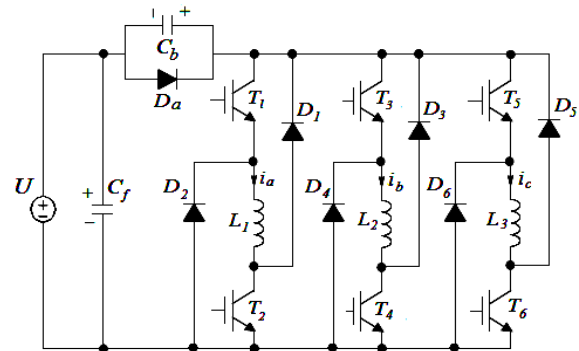 - +
C_b
D_a
T_1
D_1
T_3
D_3
T_5
D_5
U
+
-
+
C_f
−
D_2
i_a
L_1
D_4
i_b
L_2
D_6
i_c
L_3
T_2
T_4
T_6